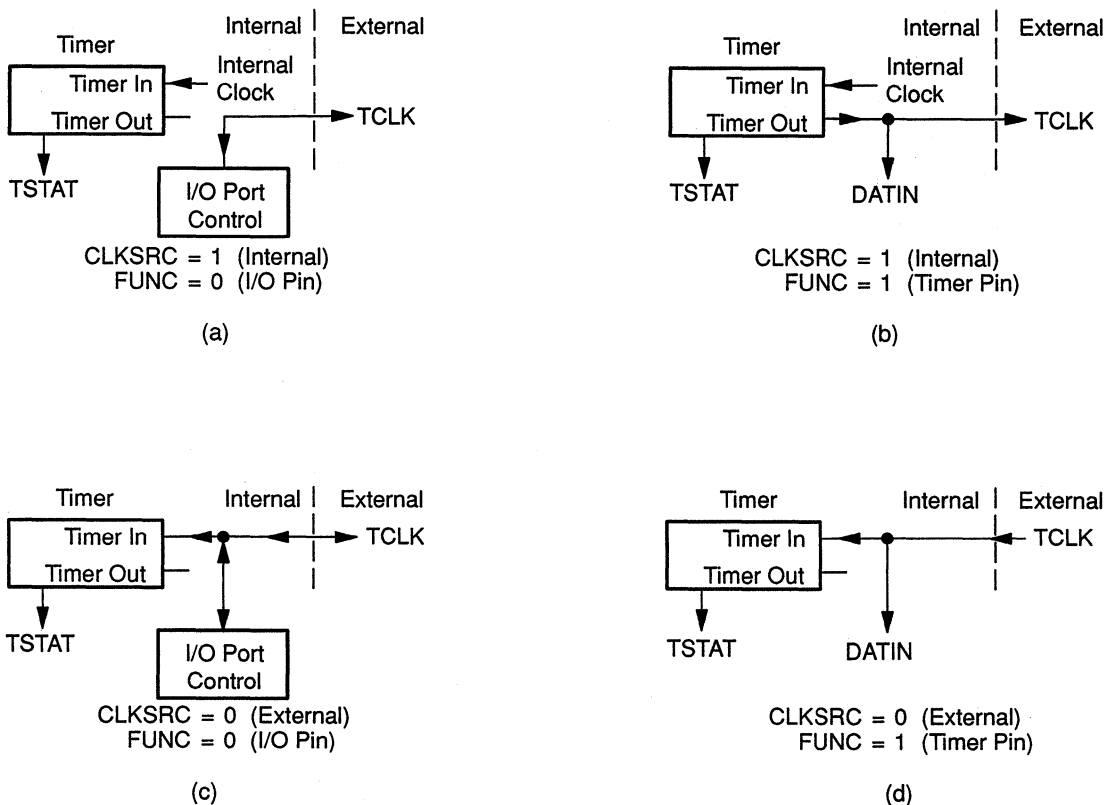 Internal
External
Timer
Timer In
Internal
Clock
Timer Out
TCLK
TSTAT
I/O Port
Control
CLKSRC = 1 (Internal)
FUNC = 0 (I/O Pin)
(a)
Internal
External
Timer
Timer In
Internal
Clock
Timer Out
TCLK
TSTAT
DATIN
CLKSRC = 1 (Internal)
FUNC = 1 (Timer Pin)
(b)
Timer
Internal
External
Timer In
TCLK
Timer Out
TSTAT
I/O Port
Control
CLKSRC = 0 (External)
FUNC = 0 (I/O Pin)
(c)
Timer
Internal
External
Timer In
TCLK
Timer Out
TSTAT
DATIN
CLKSRC = 0 (External)
FUNC = 1 (Timer Pin)
(d)